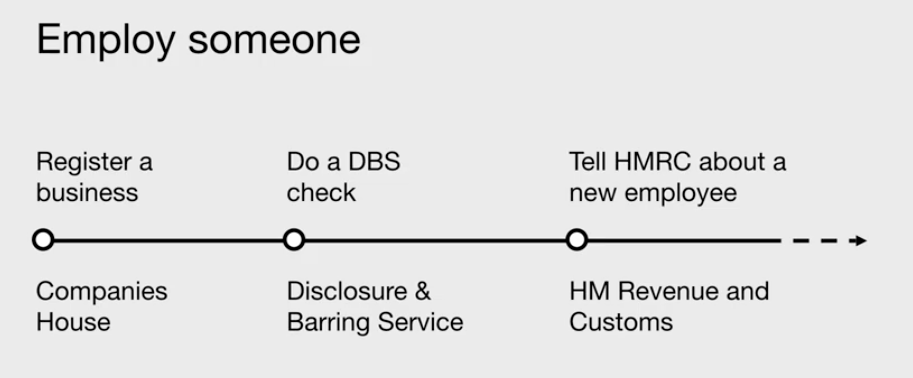 Employ someone
Register a
business
Do a DBS
check
Tell HMRC about a
new employee
Companies
House
Disclosure &
Barring Service
HM Revenue and
Customs